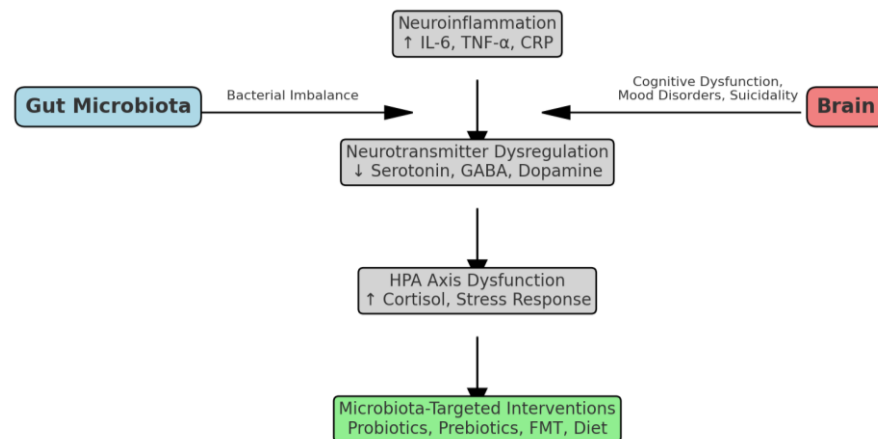 Neuroinflammation
↑ IL-6, TNF-α, CRP
Gut Microbiota
Bacterial Imbalance
Cognitive Dysfunction,
Mood Disorders, Suicidality
Brain
Neurotransmitter Dysregulation
↓ Serotonin, GABA, Dopamine
HPA Axis Dysfunction
↑ Cortisol, Stress Response
Microbiota-Targeted Interventions
Probiotics, Prebiotics, FMT, Diet